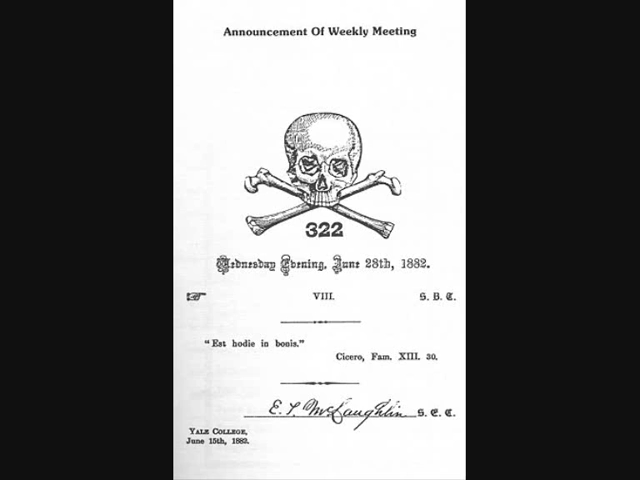 Announcement Of Weekly Meeting
322
Wednesday Evening, June 28th, 1882.
VIII. S. B. T.
"Est hodie in bonis."
Cicero, Fam. XIII. 30.
E. T. McLaughlin S. E. C.
YALE COLLEGE,
June 15th, 1882.